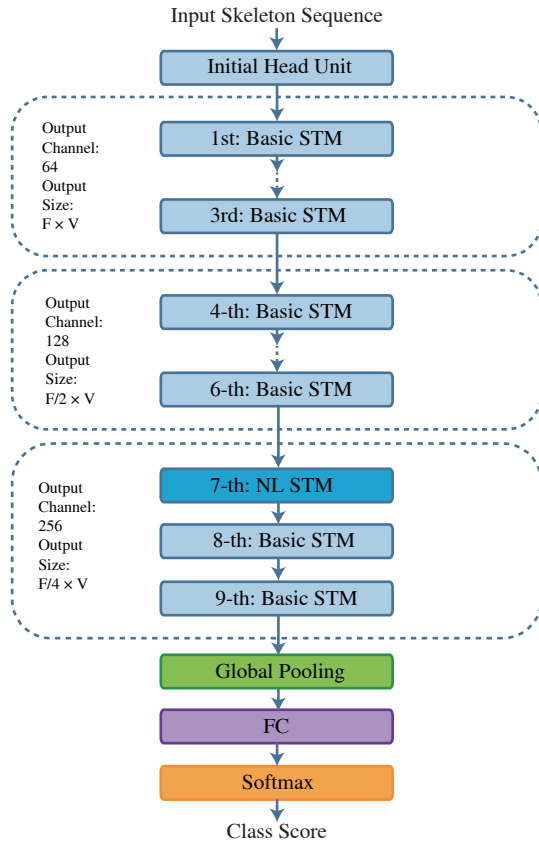 Input Skeleton Sequence
Initial Head Unit
Output
Channel:
64
Output
Size:
F × V
1st: Basic STM
3rd: Basic STM
Output
Channel:
128
Output
Size:
F/2 × V
4-th: Basic STM
6-th: Basic STM
Output
Channel:
256
Output
Size:
F/4 × V
7-th: NL STM
8-th: Basic STM
9-th: Basic STM
Global Pooling
FC
Softmax
Class Score